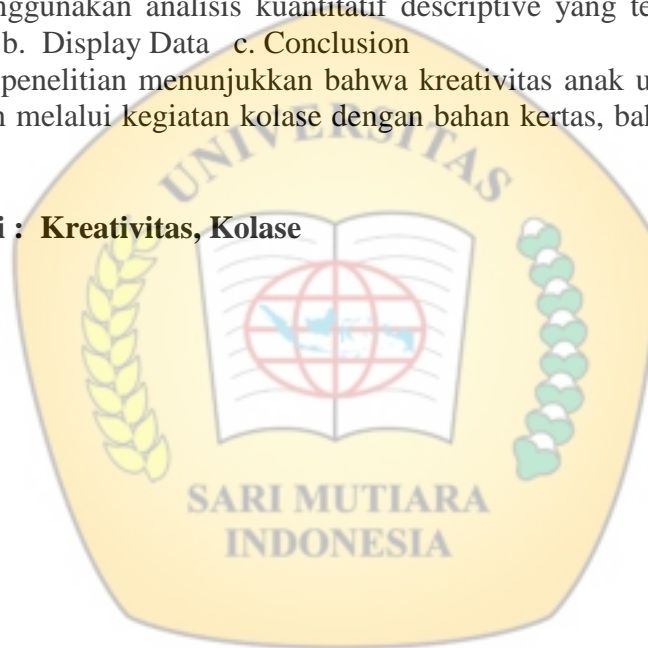 nggunakan analisis kuantitatif descriptive yang te
b. Display Data c. Conclusion
penelitian menunjukkan bahwa kreativitas anak u
melalui kegiatan kolase dengan bahan kertas, bal
i : Kreativitas, Kolase
UNIVERSITAS
SARI MUTIARA
INDONESIA